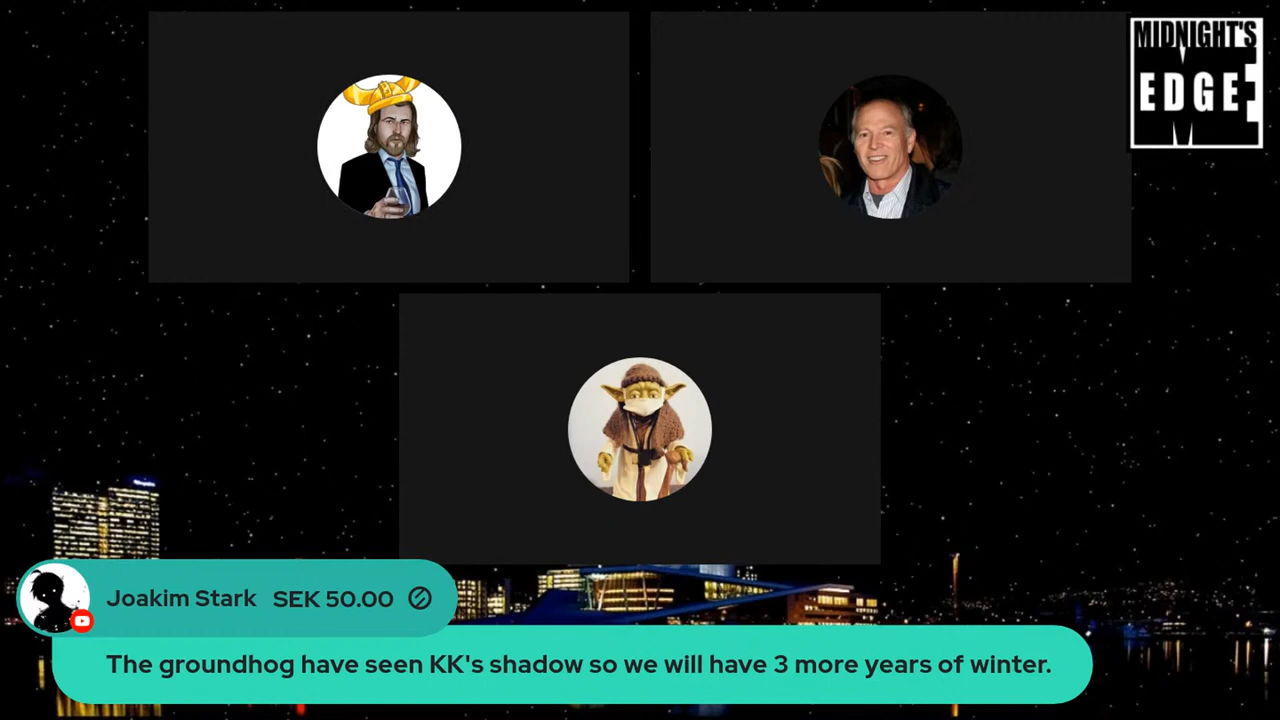 MIDNIGHT'S
EDGE
Joakim Stark SEK 50.00
The groundhog have seen KK's shadow so we will have 3 more years of winter.